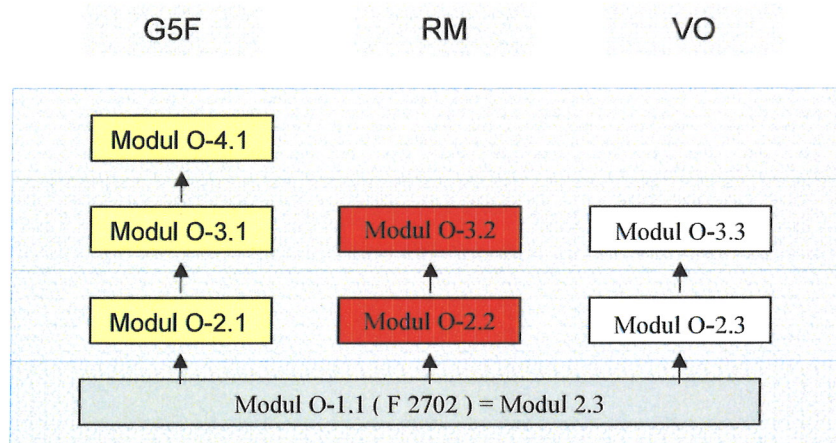 G5F RM VO
Modul O-4.1
Modul O-3.1 Modul O-3.2 Modul O-3.3
Modul O-2.1 Modul O-2.2 Modul O-2.3
Modul O-1.1 ( F 2702 ) = Modul 2.3